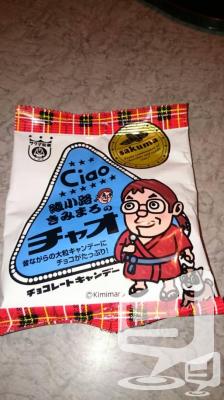 sakuma
Ciao
綾小路
きみまろの
チャオ
昔ながらの大粒キャンデーに
チョコがたっぷり!
チョコレートキャンデー
©Kimimar